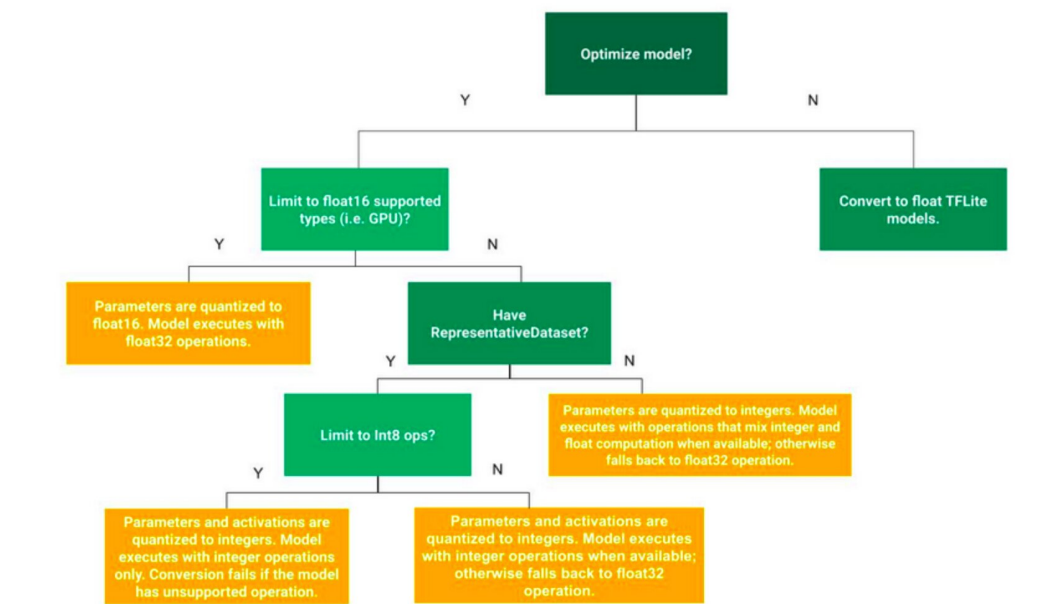 Optimize model?
Y
N
Limit to float16 supported
types (i.e. GPU)?
Convert to float TFLite
models.
Y
N
Parameters are quantized to
float16. Model executes with
float32 operations.
Have
RepresentativeDataset?
Y
N
Limit to Int8 ops?
Parameters are quantized to integers. Model
executes with operations that mix integer and
float computation when available; otherwise
falls back to float32 operation.
Y
N
Parameters and activations are
quantized to integers. Model
executes with integer operations
only. Conversion fails if the model
has unsupported operation.
Parameters and activations are
quantized to integers. Model executes
with integer operations when available;
otherwise falls back to float32
operation.